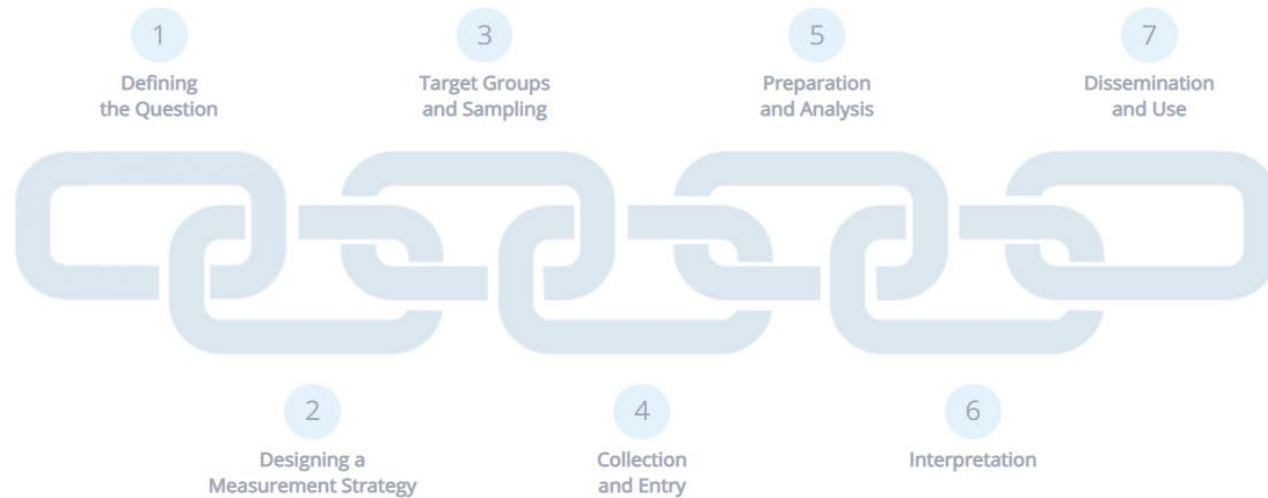 1
Defining
the Question
2
Designing a
Measurement Strategy
3
Target Groups
and Sampling
4
Collection
and Entry
5
Preparation
and Analysis
6
Interpretation
7
Dissemination
and Use